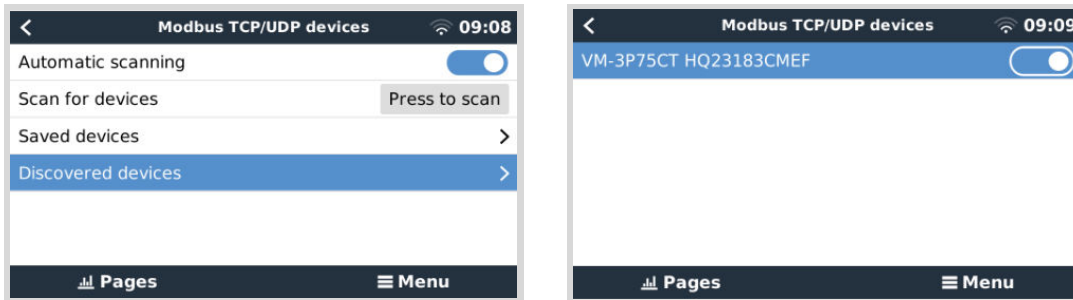 Modbus TCP/UDP devices 09:08
Automatic scanning
Scan for devices Press to scan
Saved devices
Discovered devices
Pages Menu
Modbus TCP/UDP devices 09:09
VM-3P75CT HQ23183CMEF
Pages Menu